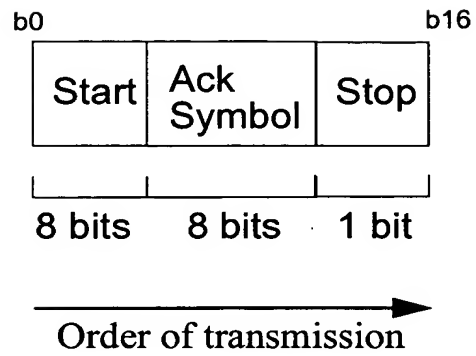 b0 b16
Start Ack Symbol Stop
8 bits 8 bits 1 bit
Order of transmission